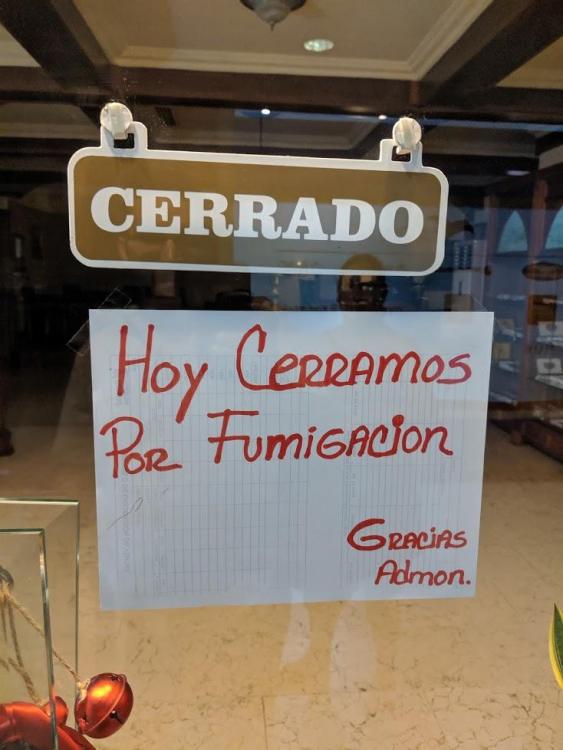 CERRADO
Hoy Cerramos
Por Fumigacion
Gracias
Admon.